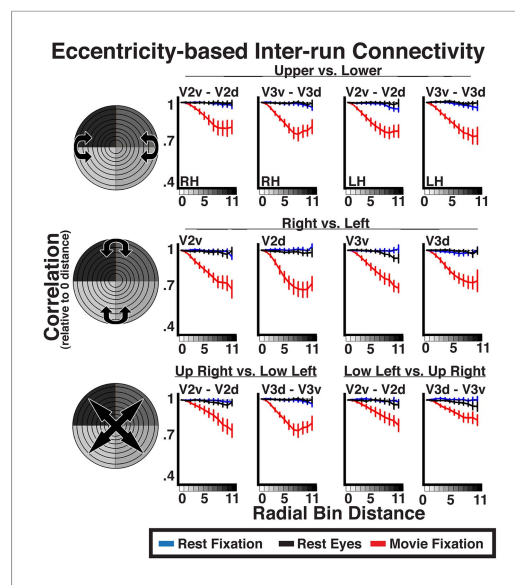 Eccentricity-based Inter-run Connectivity
Upper vs. Lower
V2v - V2d V3v - V3d V2v - V2d V3v - V3d
1
.7
.4
RH RH LH LH
0 5 11 0 5 11 0 5 11 0 5 11
Right vs. Left
V2v V2d V3v V3d
1
.7
.4
0 5 11 0 5 11 0 5 11 0 5 11
Correlation
(relative to 0 distance)
Up Right vs. Low Left Low Left vs. Up Right
V2v - V2d V3d - V3v V2v - V2d V3d - V3v
1
.7
.4
0 5 11 0 5 11 0 5 11 0 5 11
Radial Bin Distance
Rest Fixation Rest Eyes Movie Fixation